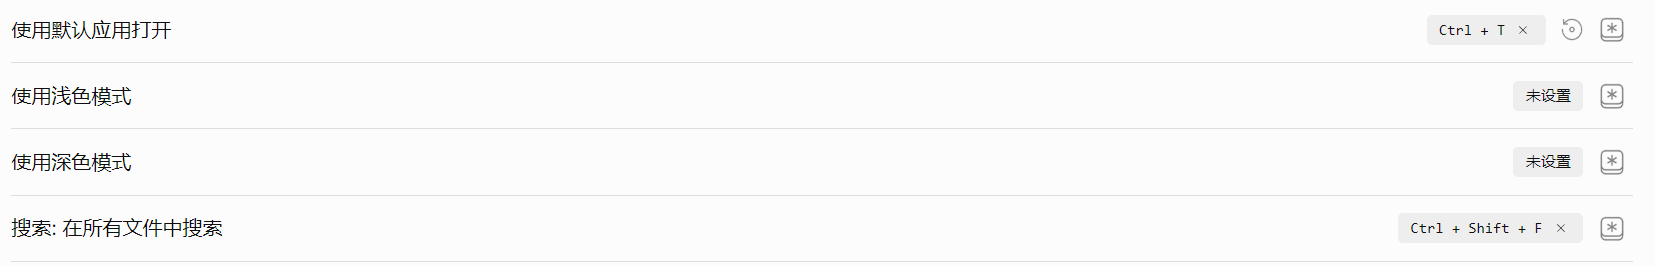 使用默认应用打开 Ctrl + T ×
使用浅色模式 未设置
使用深色模式 未设置
搜索: 在所有文件中搜索 Ctrl + Shift + F ×